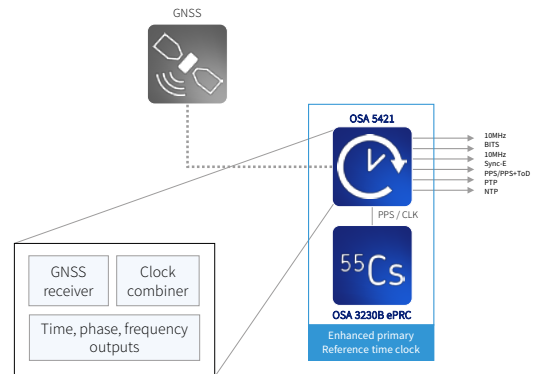 GNSS
OSA 5421
10MHz
BITS
10MHz
Sync-E
PPS/PPS+ToD
PTP
NTP
PPS / CLK
55Cs
OSA 3230B ePRC
Enhanced primary
Reference time clock
GNSS
receiver
Clock
combiner
Time, phase, frequency
outputs